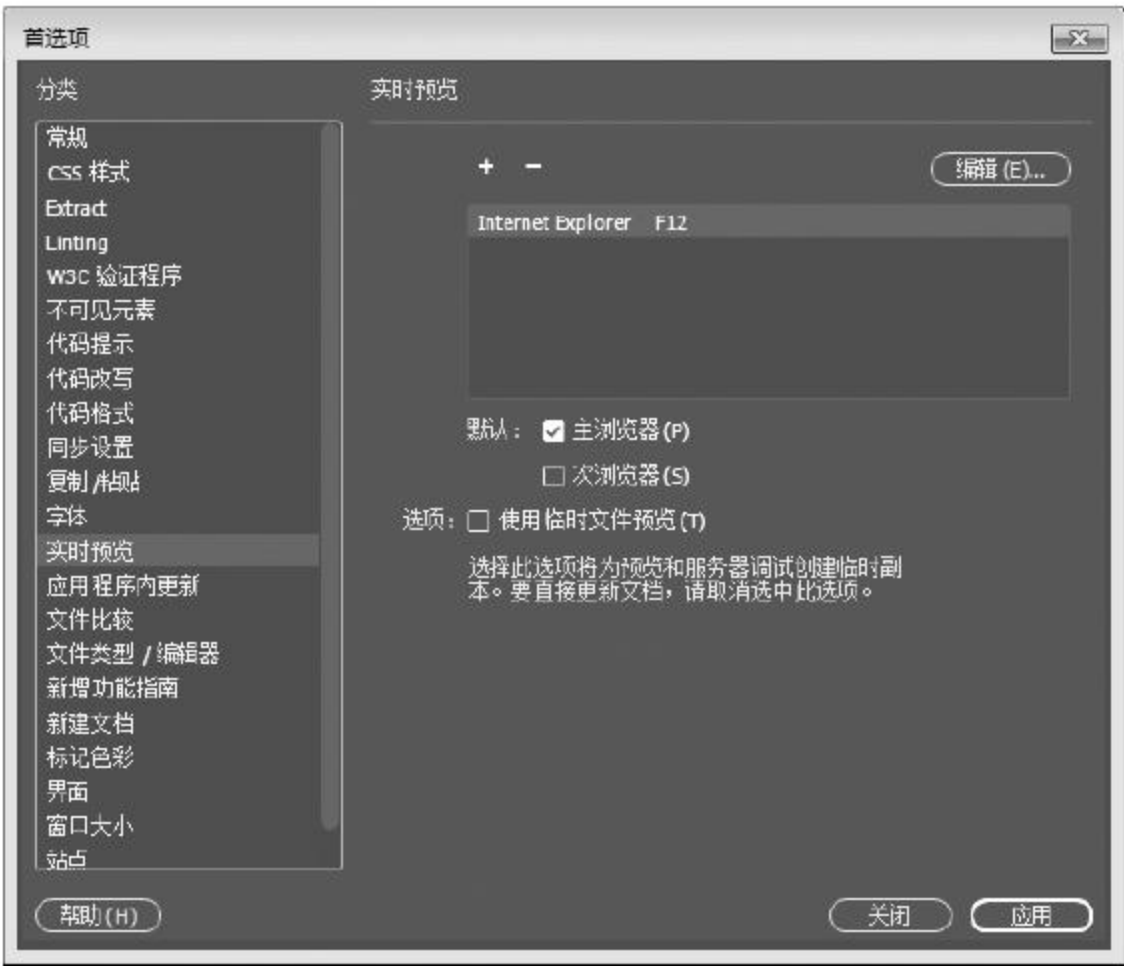 首选项
分类
常规
CSS 样式
Extract
Linting
W3C 验证程序
不可见元素
代码提示
代码改写
代码格式
同步设置
复制/粘贴
字体
实时预览
应用程序内更新
文件比较
文件类型 / 编辑器
新增功能指南
新建文档
标记色彩
界面
窗口大小
站点
实时预览
+ −
编辑(E)...
Internet Explorer F12
默认： 主浏览器(P)
次浏览器(S)
选项： 使用临时文件预览(T)
选择此选项将为预览和服务器调试创建临时副
本。要直接更新文档，请取消选中此选项。
帮助(H)
关闭
应用